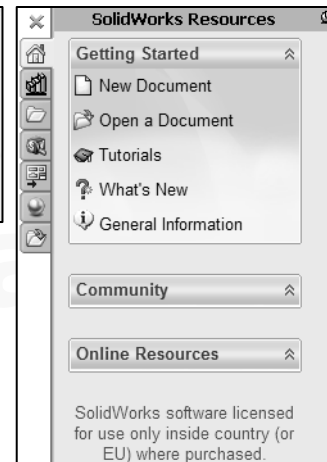 SolidWorks Resources
Getting Started
New Document
Open a Document
Tutorials
What's New
General Information
Community
Online Resources
SolidWorks software licensed
for use only inside country (or
EU) where purchased.